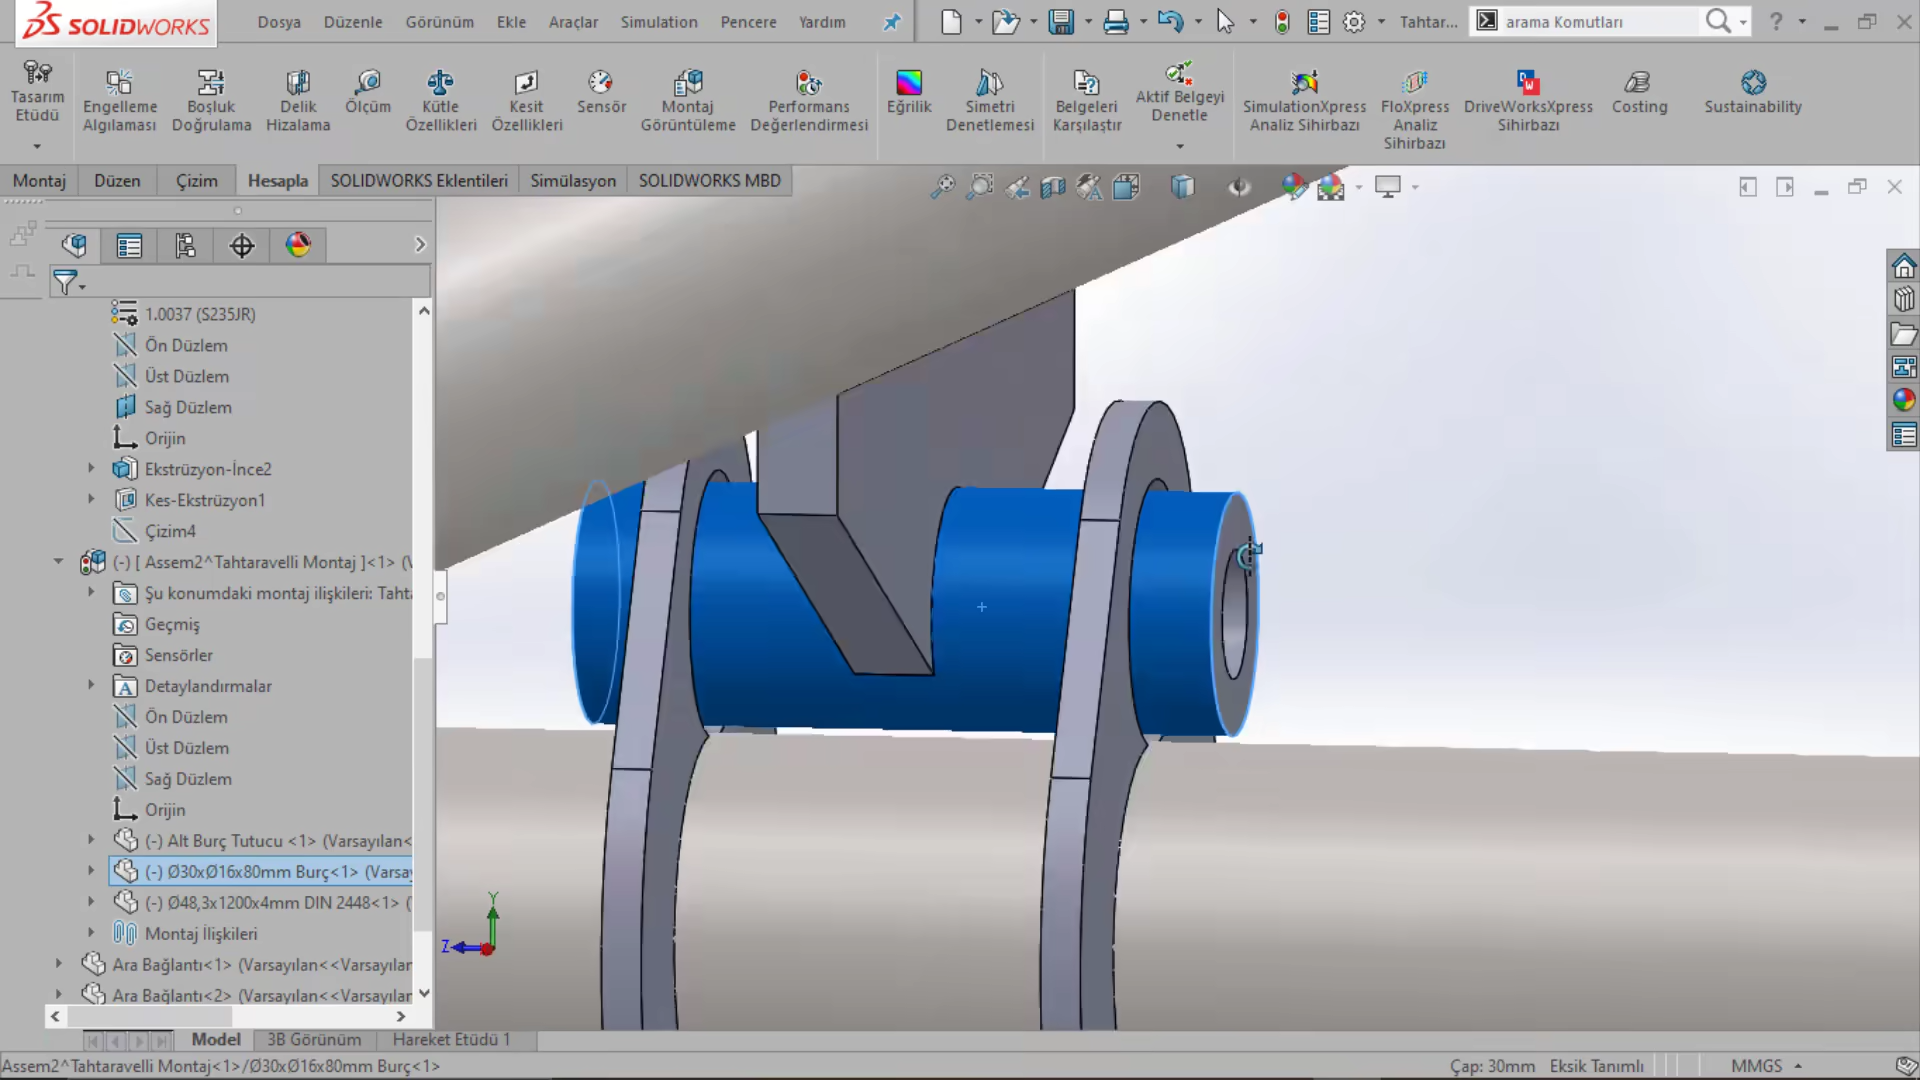 SOLIDWORKS
Dosya Düzenle Görünüm Ekle Araçlar Simulation Pencere Yardım
Tahtar...
arama Komutları
Tasarım Etüdü
Engelleme Algılaması
Boşluk Doğrulama
Delik Hizalama
Ölçüm
Kütle Özellikleri
Kesit Özellikleri
Sensör
Montaj Görüntüleme
Performans Değerlendirmesi
Eğrilik
Simetri Denetlemesi
Belgeleri Karşılaştır
Aktif Belgeyi Denetle
SimulationXpress Analiz Sihirbazı
FloXpress Analiz Sihirbazı
DriveWorksXpress Sihirbazı
Costing
Sustainability
Montaj Düzen Çizim Hesapla SOLIDWORKS Eklentileri Simülasyon SOLIDWORKS MBD
1.0037 (S235JR)
Ön Düzlem
Üst Düzlem
Sağ Düzlem
Orijin
Ekstrüzyon-İnce2
Kes-Ekstrüzyon1
Çizim4
(-) [ Assem2^Tahtaravelli Montaj ]<1> (V
Şu konumdaki montaj ilişkileri: Tahta
Geçmiş
Sensörler
Detaylandırmalar
Ön Düzlem
Üst Düzlem
Sağ Düzlem
Orijin
(-) Alt Burç Tutucu <1> (Varsayılan<
(-) Ø30xØ16x80mm Burç<1> (Varsay
(-) Ø48,3x1200x4mm DIN 2448<1> (
Montaj İlişkileri
Ara Bağlantı<1> (Varsayılan<<Varsayılan
Ara Bağlantı<2> (Varsayılan<<Varsayılan
Y
Z
Model 3B Görünüm Hareket Etüdü 1
Assem2^Tahtaravelli Montaj<1>/Ø30xØ16x80mm Burç<1>
Çap: 30mm Eksik Tanımlı MMGS